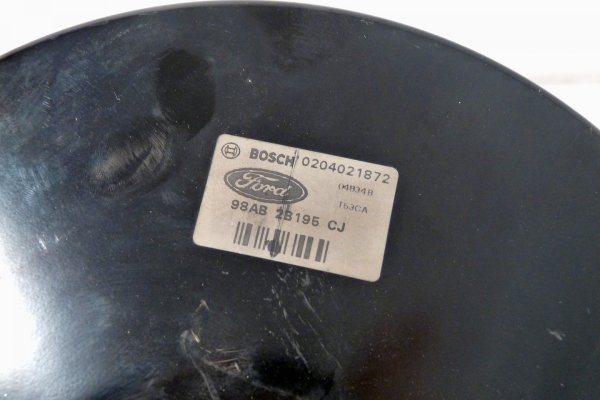 BOSCH 0204021872
Ford
04834B
T53CA
98AB 2B195 CJ